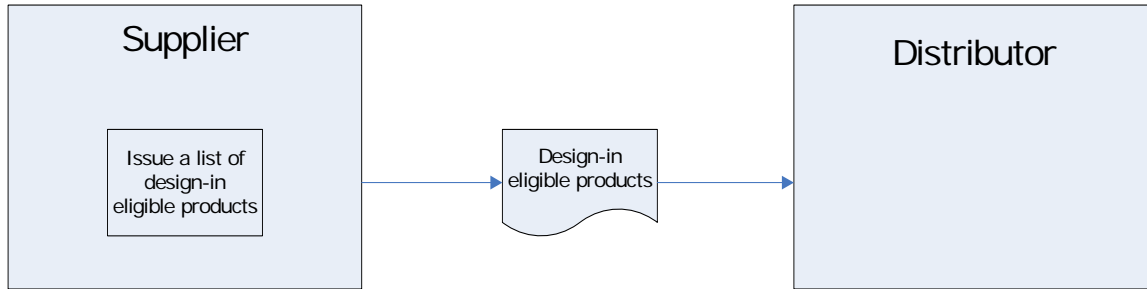 Supplier
Distributor
Issue a list of
design-in
eligible products
Design-in
eligible products